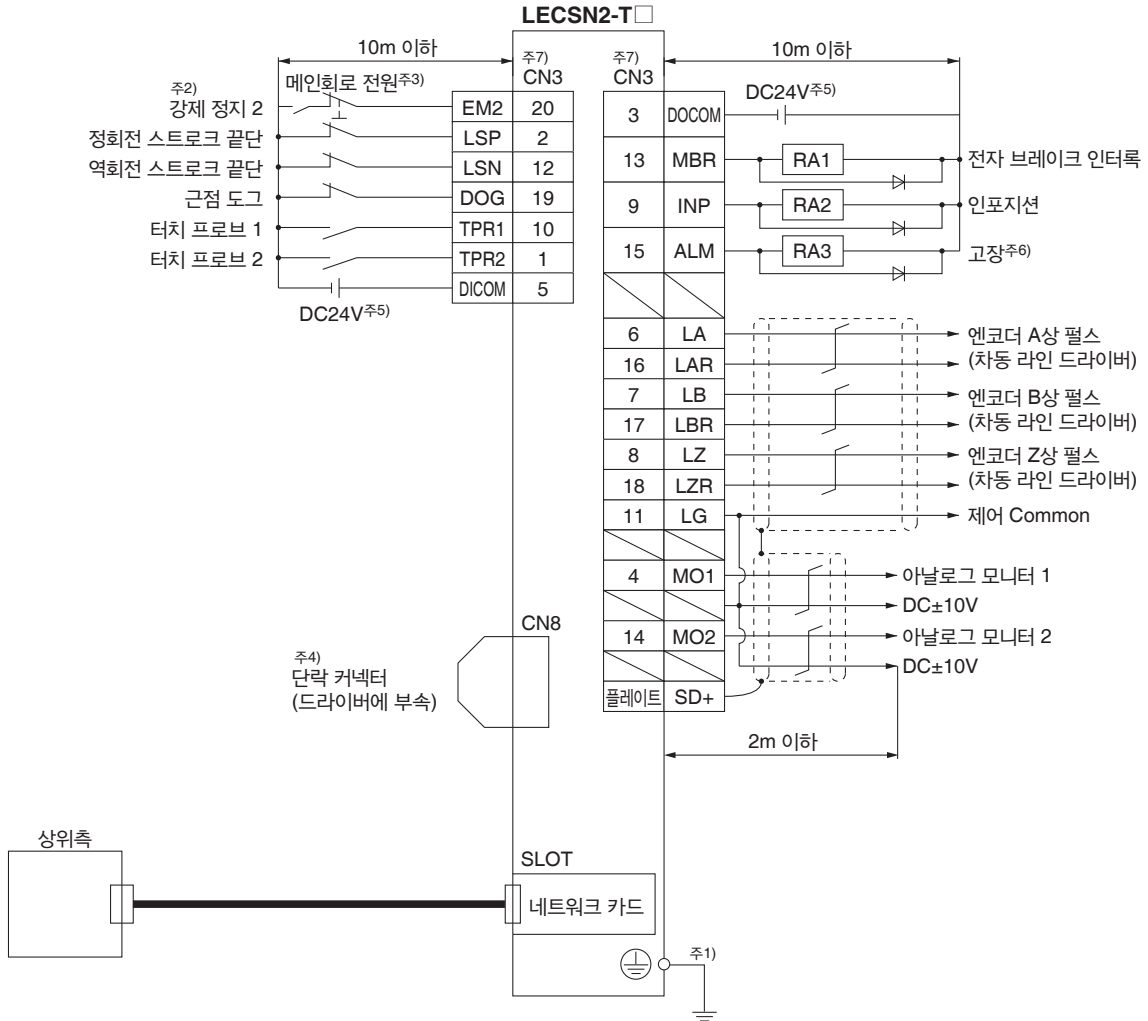 LECSN2-T□
10m 이하
주7)
CN3
주2)
강제 정지 2
메인회로 전원주3)
EM2 20
정회전 스트로크 끝단
LSP 2
역회전 스트로크 끝단
LSN 12
근접 도그
DOG 19
터치 프로브 1
TPR1 10
터치 프로브 2
TPR2 1
DICOM 5
DC24V주5)
주7)
CN3
10m 이하
DC24V주5)
3 DOCOM
13 MBR
RA1
전자 브레이크 인터록
9 INP
RA2
인포지션
15 ALM
RA3
고장주6)
6 LA
엔코더 A상 펄스
16 LAR
(차동 라인 드라이버)
7 LB
엔코더 B상 펄스
17 LBR
(차동 라인 드라이버)
8 LZ
엔코더 Z상 펄스
18 LZR
(차동 라인 드라이버)
11 LG
제어 Common
4 MO1
아날로그 모니터 1
DC±10V
14 MO2
아날로그 모니터 2
DC±10V
플레이트 SD+
2m 이하
CN8
주4)
단락 커넥터
(드라이버에 부속)
상위측
SLOT
네트워크 카드
주1)